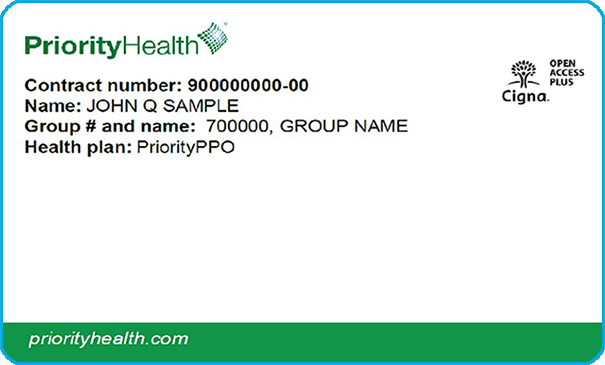 PriorityHealth
Contract number: 900000000-00
Name: JOHN Q SAMPLE
Group # and name: 700000, GROUP NAME
Health plan: PriorityPPO
Cigna.
OPEN
ACCESS
PLUS
priorityhealth.com